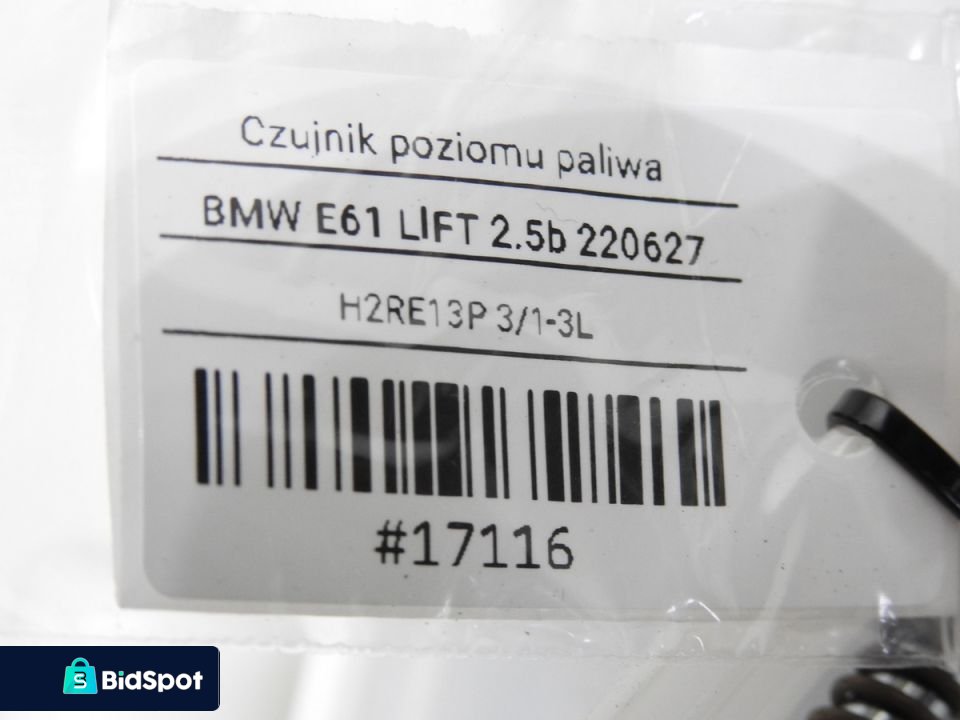 Czujnik poziomu paliwa
BMW E61 LIFT 2.5b 220627
H2RE13P 3/1-3L
#17116
BidSpot